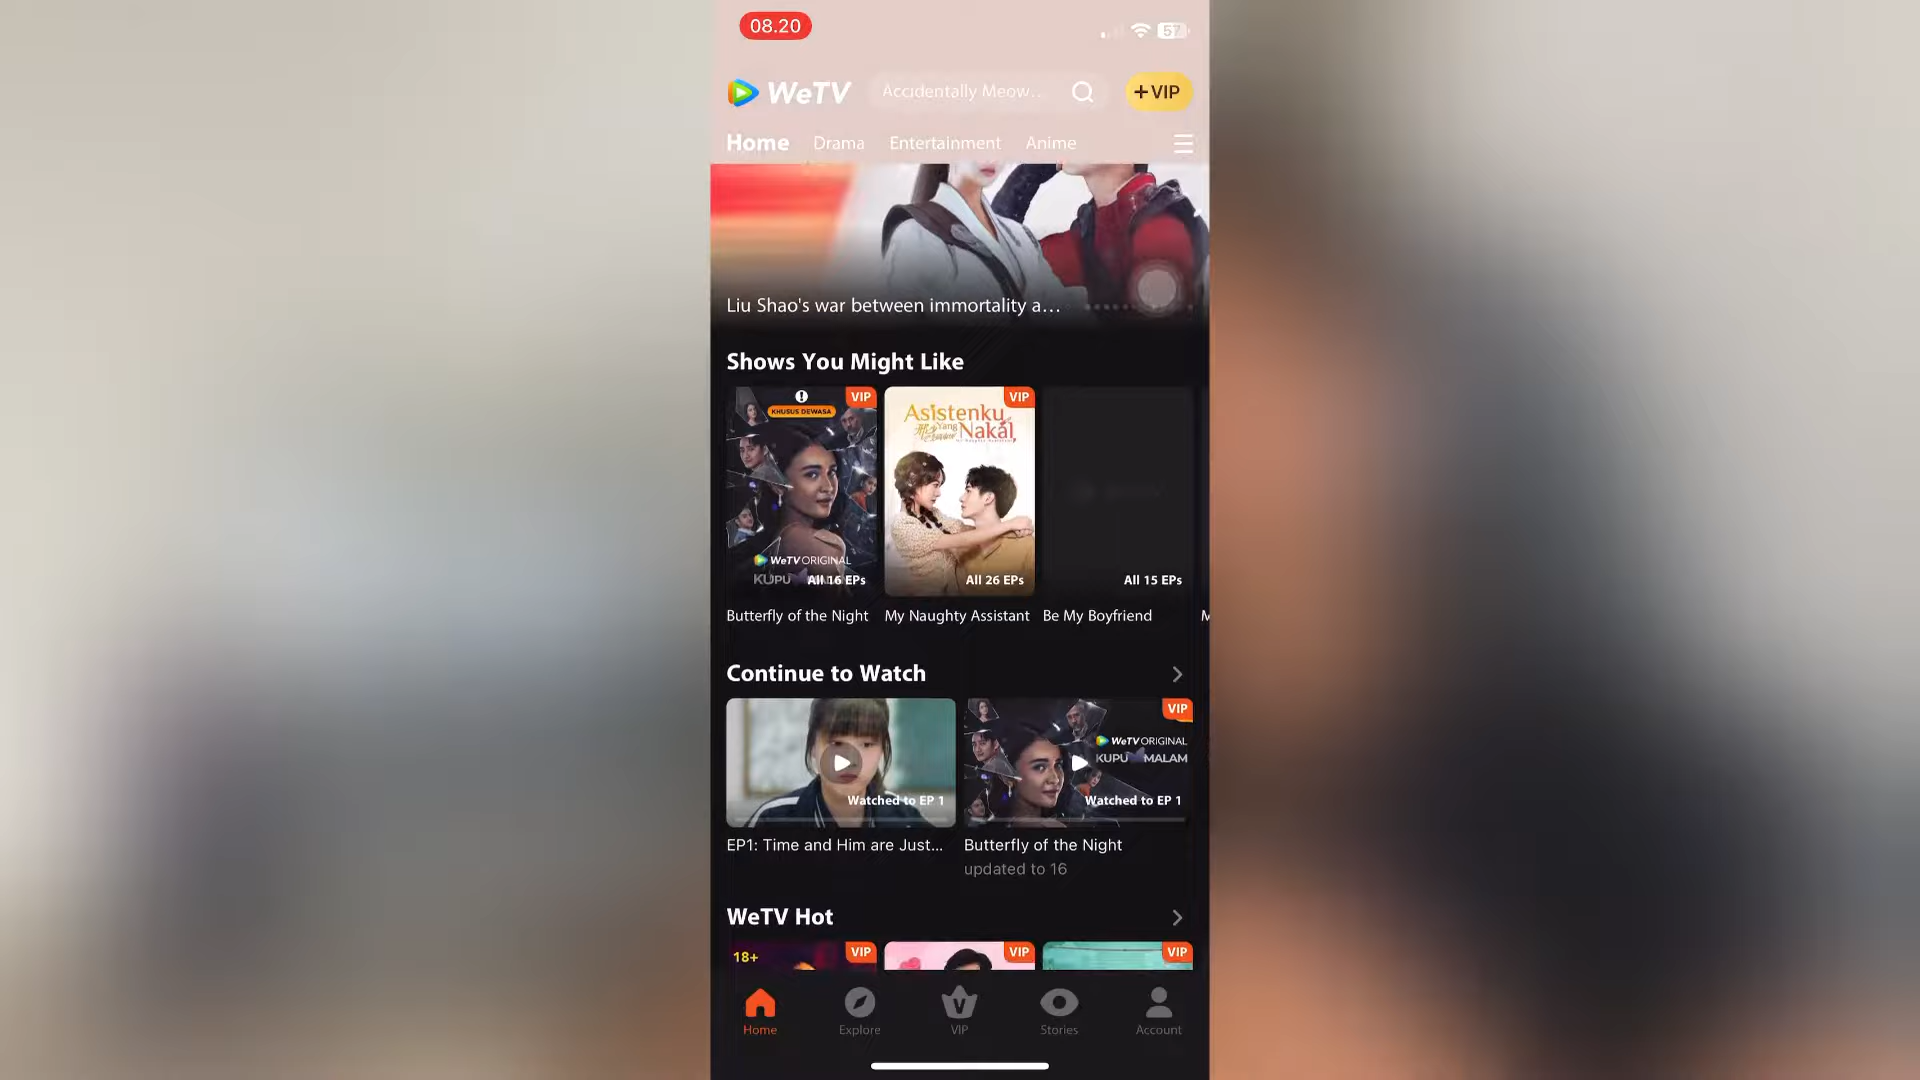 08.20
57
WeTV
Accidentally Meow...
+VIP
Home
Drama
Entertainment
Anime
Liu Shao's war between immortality a...
Shows You Might Like
KHUSUS DEWASA
VIP
WeTV ORIGINAL
KUPU
All 16 EPs
VIP
Asistenku
Yang
Nakal
All 26 EPs
All 15 EPs
Butterfly of the Night
My Naughty Assistant
Be My Boyfriend
M
Continue to Watch
Watched to EP 1
VIP
WeTV ORIGINAL
KUPU MALAM
Watched to EP 1
EP1: Time and Him are Just...
Butterfly of the Night
updated to 16
WeTV Hot
18+
VIP
VIP
VIP
Home
Explore
V
VIP
Stories
Account